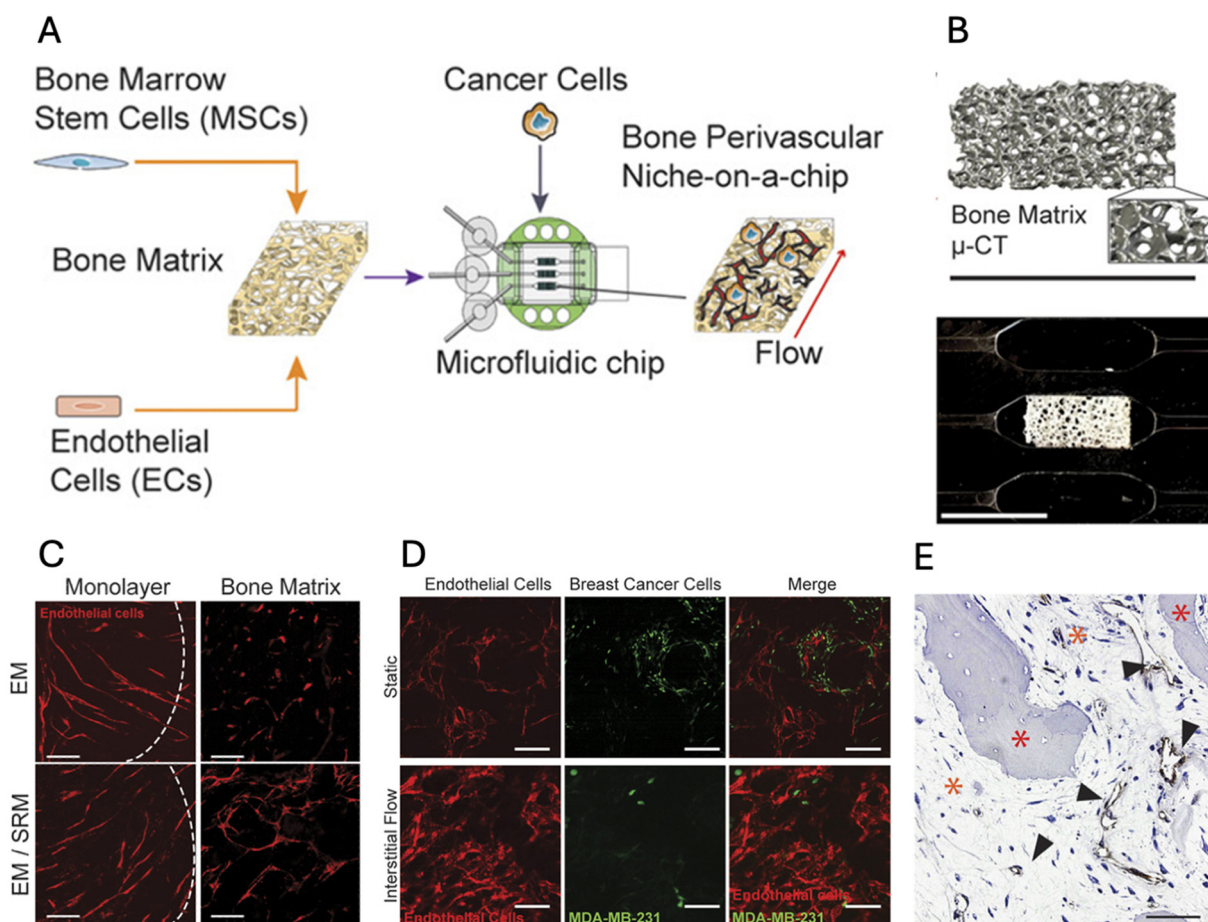 A
Bone Marrow
Stem Cells (MSCs)
Cancer Cells
Bone Perivascular
Niche-on-a-chip
Bone Matrix
Microfluidic chip
Flow
Endothelial
Cells (ECs)
B
Bone Matrix
μ-CT
C
Monolayer
Bone Matrix
Endothelial cells
EM
EM / SRM
D
Endothelial Cells
Breast Cancer Cells
Merge
Static
Interstitial Flow
Endothelial Cells
MDA-MB-231
Endothelial cells
MDA-MB-231
E
*
*
*
*